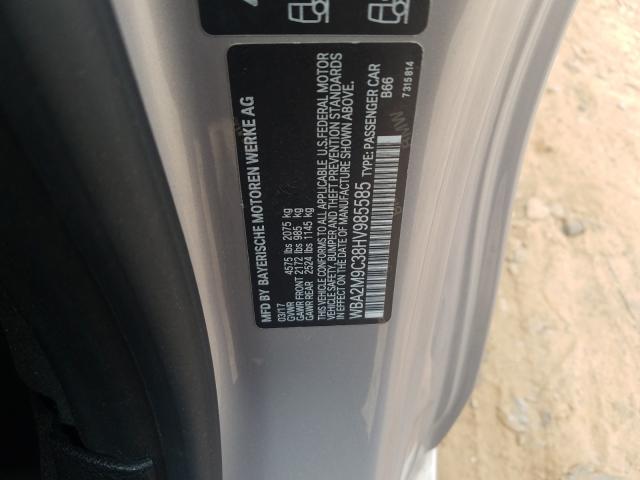 MFD BY BAYERISCHE MOTOREN WERKE AG
03/17
GVWR 4575 lbs 2075 kg
GAWR FRONT 2172 lbs 985 kg
GAWR REAR 2524 lbs 1145 kg
THIS VEHICLE CONFORMS TO ALL APPLICABLE U.S.FEDERAL MOTOR
VEHICLE SAFETY, BUMPER AND THEFT PREVENTION STANDARDS
IN EFFECT ON THE DATE OF MANUFACTURE SHOWN ABOVE.
WBA2M9C38HV985585 TYPE: PASSENGER CAR
B66
7315814